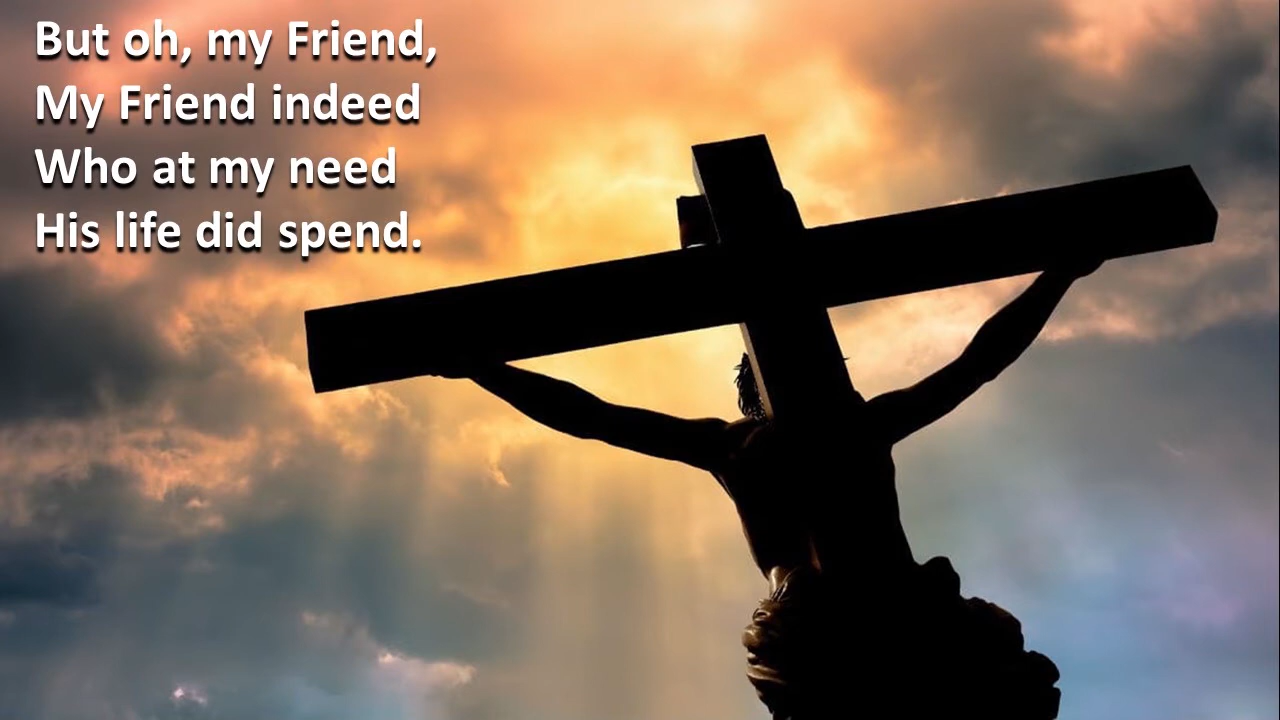 But oh, my Friend,
My Friend indeed
Who at my need
His life did spend.